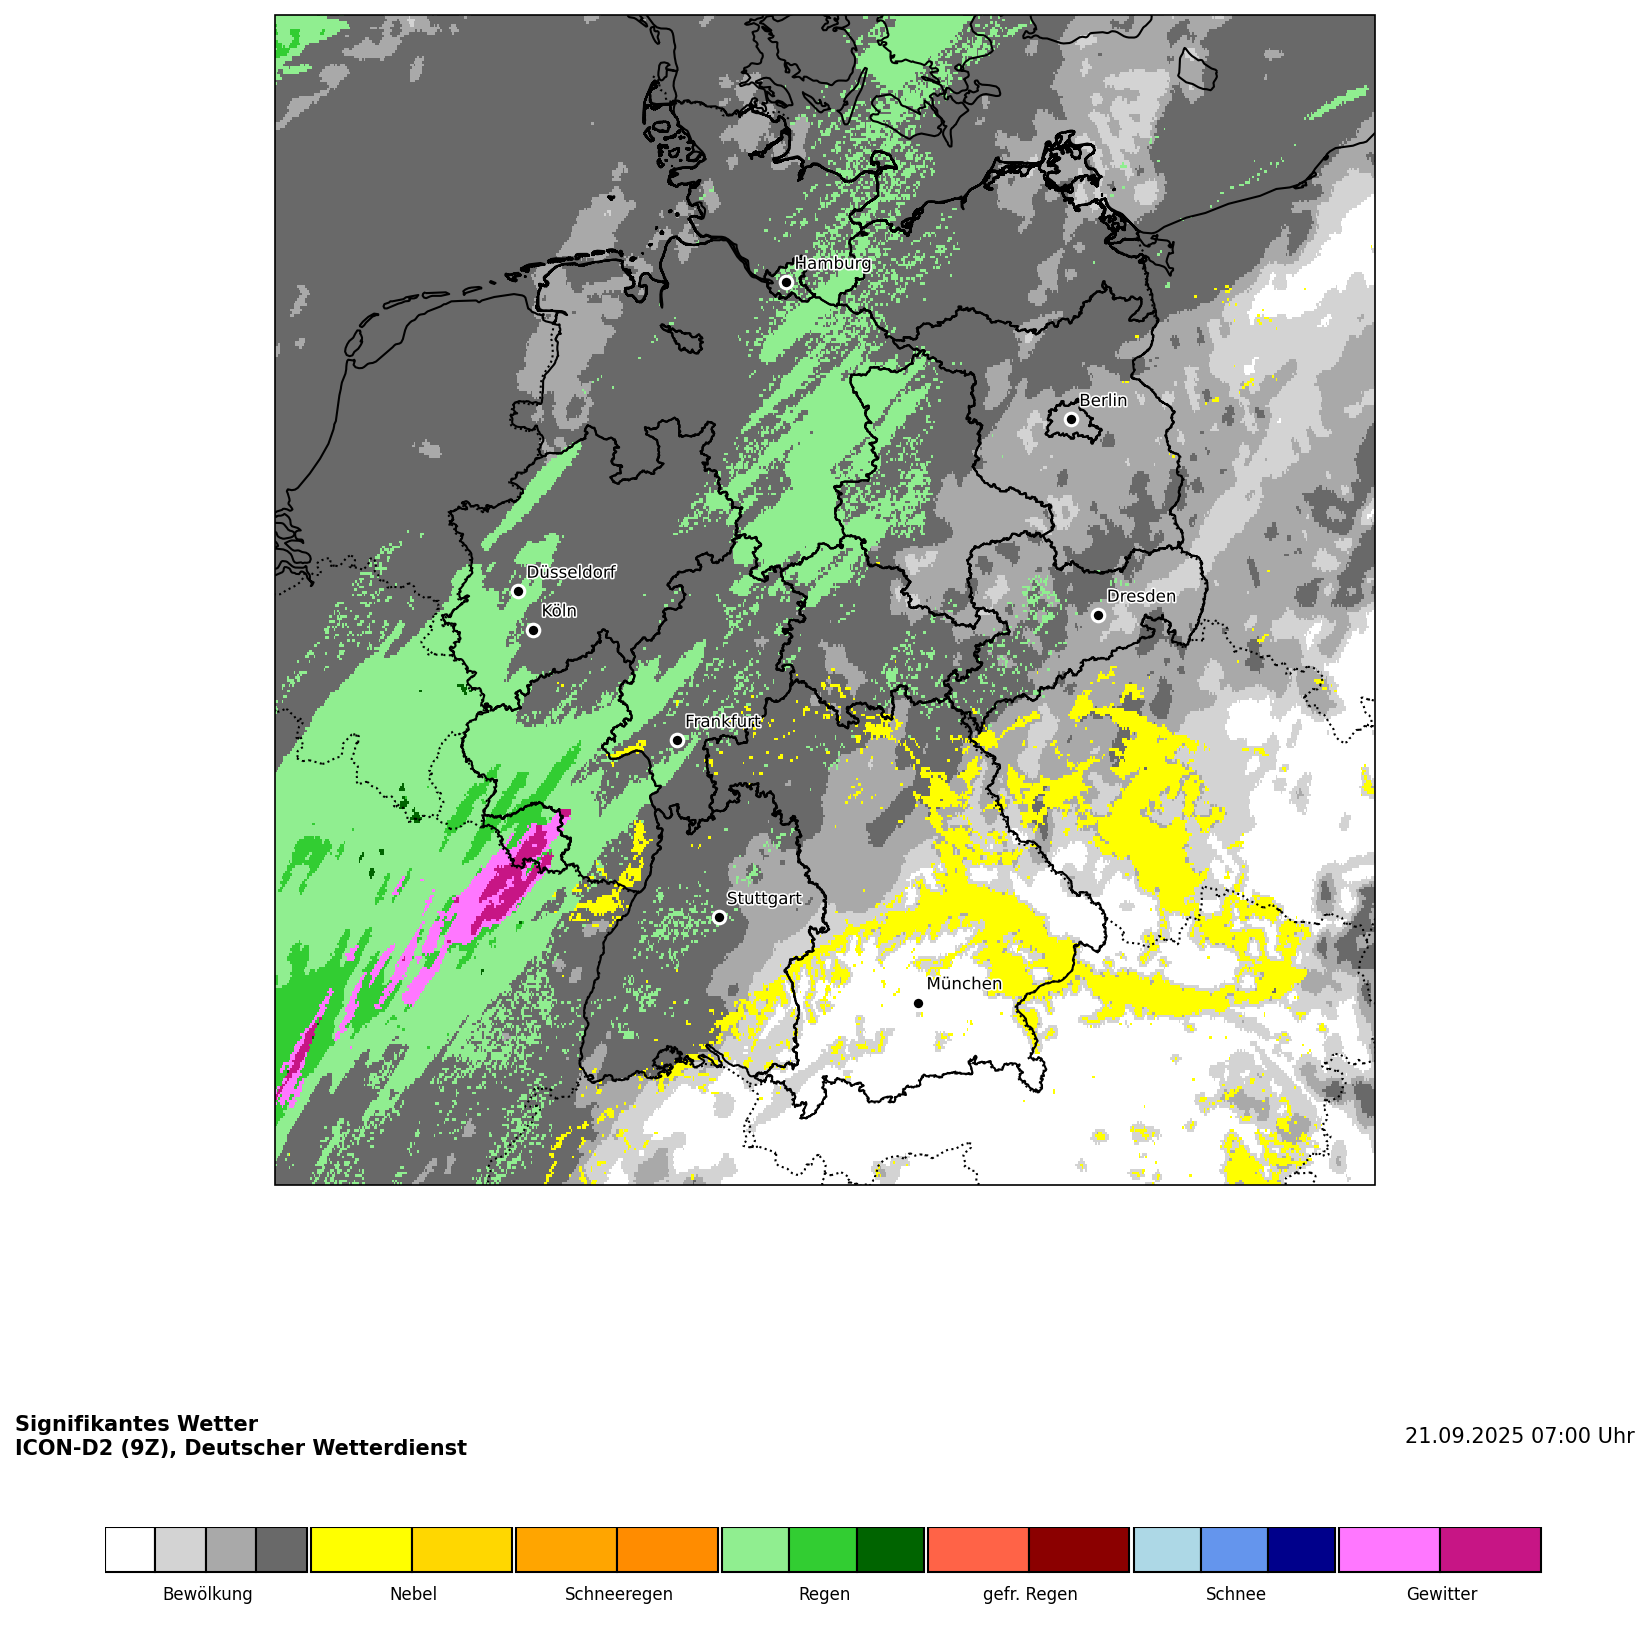 Hamburg
Berlin
Düsseldorf
Köln
Dresden
Frankfurt
Stuttgart
München
Signifikantes Wetter
ICON-D2 (9Z), Deutscher Wetterdienst
21.09.2025 07:00 Uhr
Bewölkung
Nebel
Schneeregen
Regen
gefr. Regen
Schnee
Gewitter